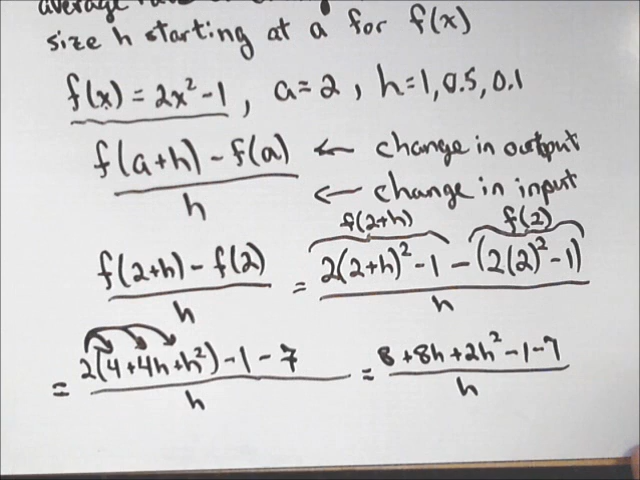 average rate
size h starting at a for f(x)
f(x) = 2x² - 1, a = 2, h = 1, 0.5, 0.1
f(a+h) - f(a) ← change in output
h ← change in input
f(2+h) f(2)
f(2+h) - f(2) = 2(2+h)² - 1 - (2(2)² - 1)
h h
= 2(4+4h+h²) - 1 - 7 = 8 + 8h + 2h² - 1 - 7
h h